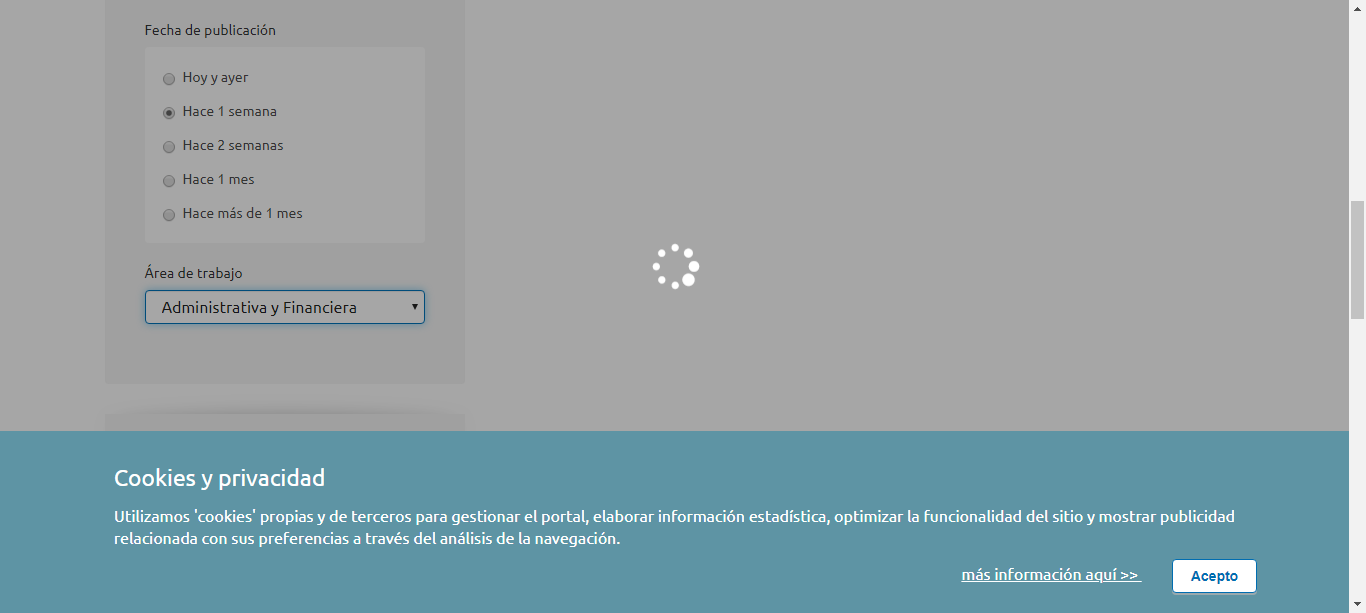 Fecha de publicación
Hoy y ayer
Hace 1 semana
Hace 2 semanas
Hace 1 mes
Hace más de 1 mes
Área de trabajo
Administrativa y Financiera
Cookies y privacidad
Utilizamos 'cookies' propias y de terceros para gestionar el portal, elaborar información estadística, optimizar la funcionalidad del sitio y mostrar publicidad
relacionada con sus preferencias a través del análisis de la navegación.
más información aquí >>
Acepto